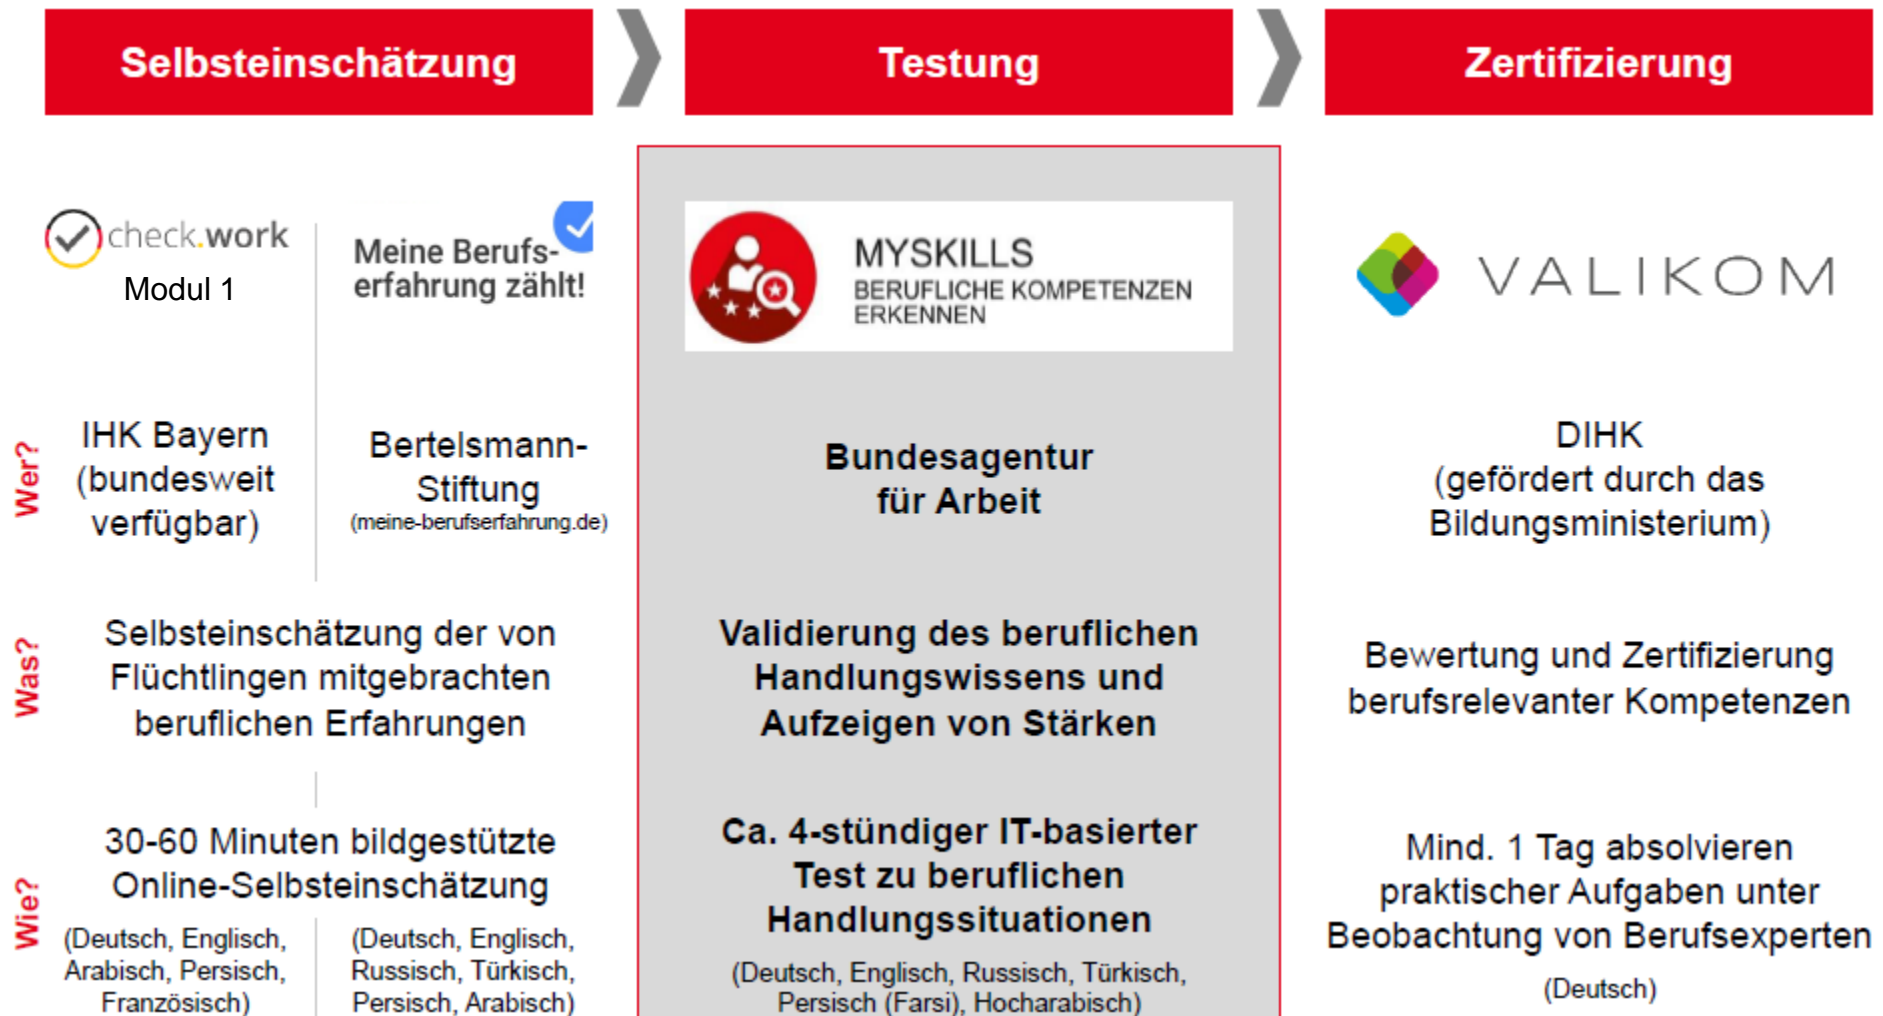 Selbsteinschätzung
Testung
Zertifizierung
check.work
Modul 1
Meine Berufs-
erfahrung zählt!
MYSKILLS
BERUFLICHE KOMPETENZEN
ERKENNEN
VALIKOM
Wer?
IHK Bayern
(bundesweit
verfügbar)
Bertelsmann-
Stiftung
(meine-berufserfahrung.de)
Bundesagentur
für Arbeit
DIHK
(gefördert durch das
Bildungsministerium)
Was?
Selbsteinschätzung der von
Flüchtlingen mitgebrachten
beruflichen Erfahrungen
Validierung des beruflichen
Handlungswissens und
Aufzeigen von Stärken
Bewertung und Zertifizierung
berufsrelevanter Kompetenzen
Wie?
30-60 Minuten bildgestützte
Online-Selbsteinschätzung
(Deutsch, Englisch,
Arabisch, Persisch,
Französisch)
(Deutsch, Englisch,
Russisch, Türkisch,
Persisch, Arabisch)
Ca. 4-stündiger IT-basierter
Test zu beruflichen
Handlungssituationen
(Deutsch, Englisch, Russisch, Türkisch,
Persisch (Farsi), Hocharabisch)
Mind. 1 Tag absolvieren
praktischer Aufgaben unter
Beobachtung von Berufsexperten
(Deutsch)